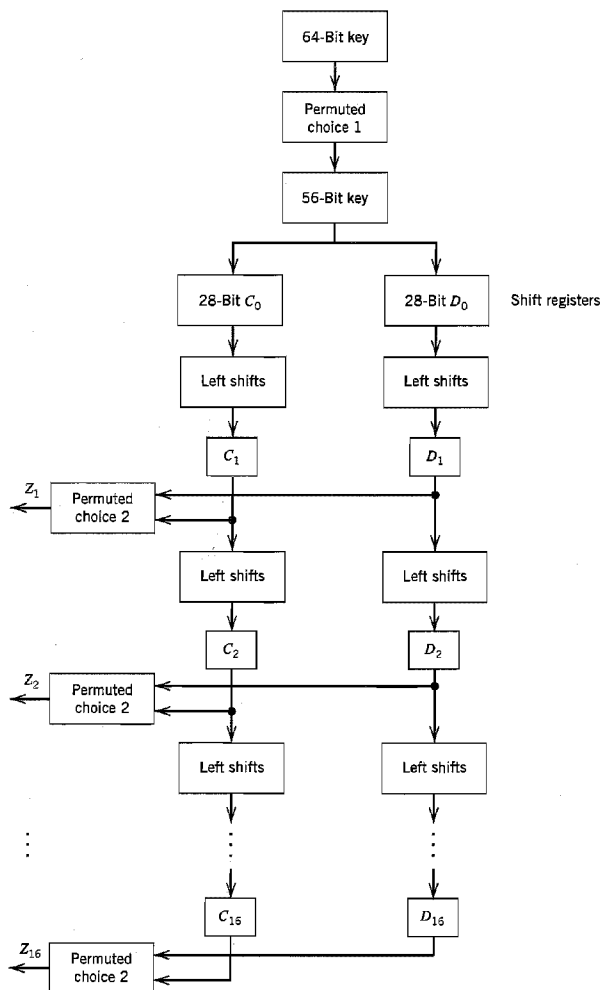 64-Bit key
Permuted
choice 1
56-Bit key
28-Bit C₀
28-Bit D₀
Shift registers
Left shifts
Left shifts
C₁
D₁
Z₁
Permuted
choice 2
Left shifts
Left shifts
C₂
D₂
Z₂
Permuted
choice 2
Left shifts
Left shifts
C₁₆
D₁₆
Z₁₆
Permuted
choice 2